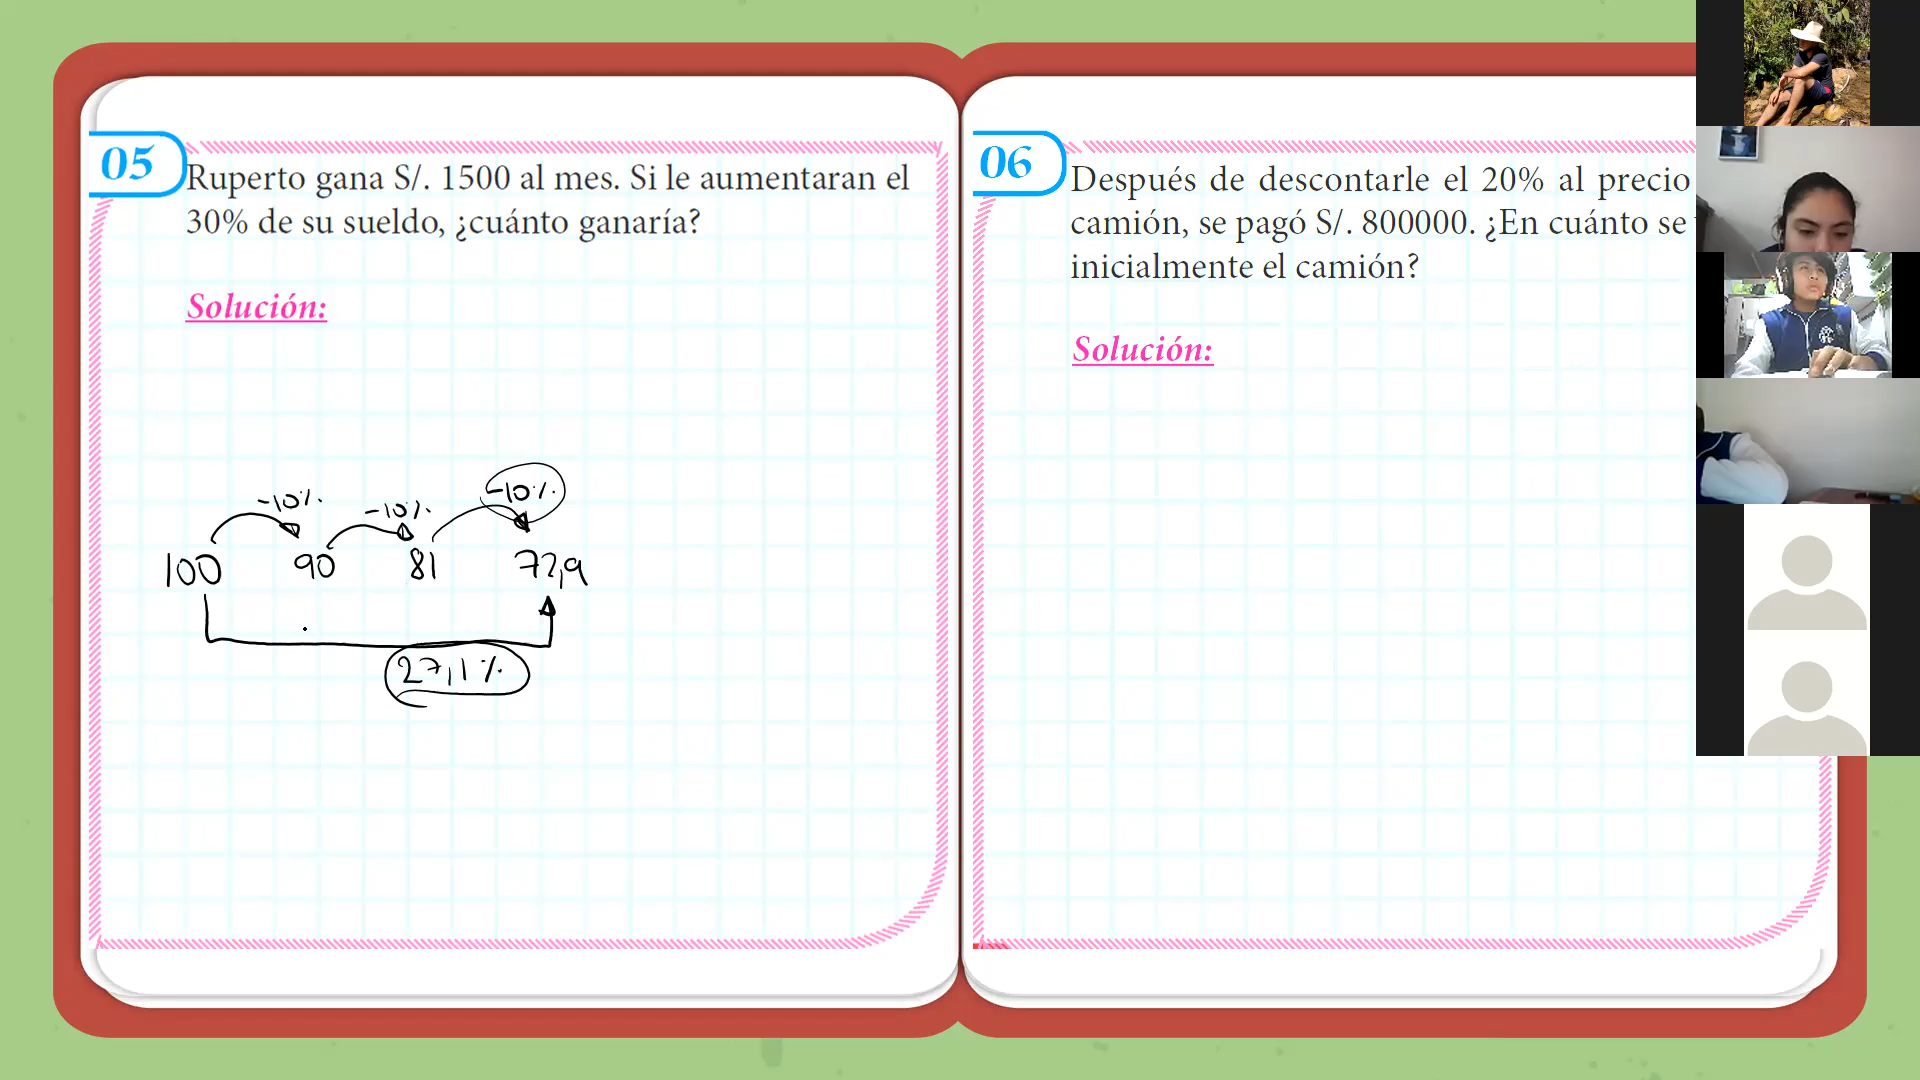 05
Ruperto gana S/. 1500 al mes. Si le aumentaran el
30% de su sueldo, ¿cuánto ganaría?
Solución:
-10% -10% -10%
100 90 81 72,9
27,1%
06
Después de descontarle el 20% al precio
camión, se pagó S/. 800000. ¿En cuánto se
inicialmente el camión?
Solución: